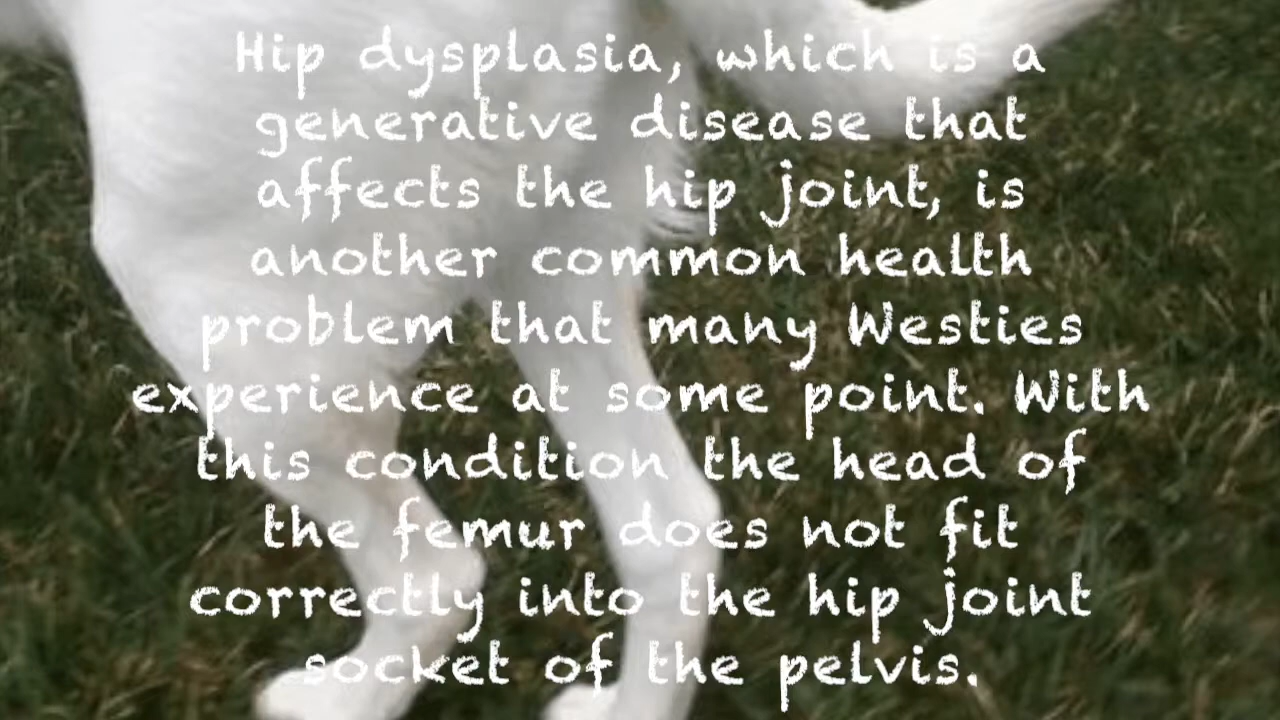 Hip dysplasia, which is a
generative disease that
affects the hip joint, is
another common health
problem that many Westies
experience at some point. With
this condition the head of
the femur does not fit
correctly into the hip joint
socket of the pelvis.